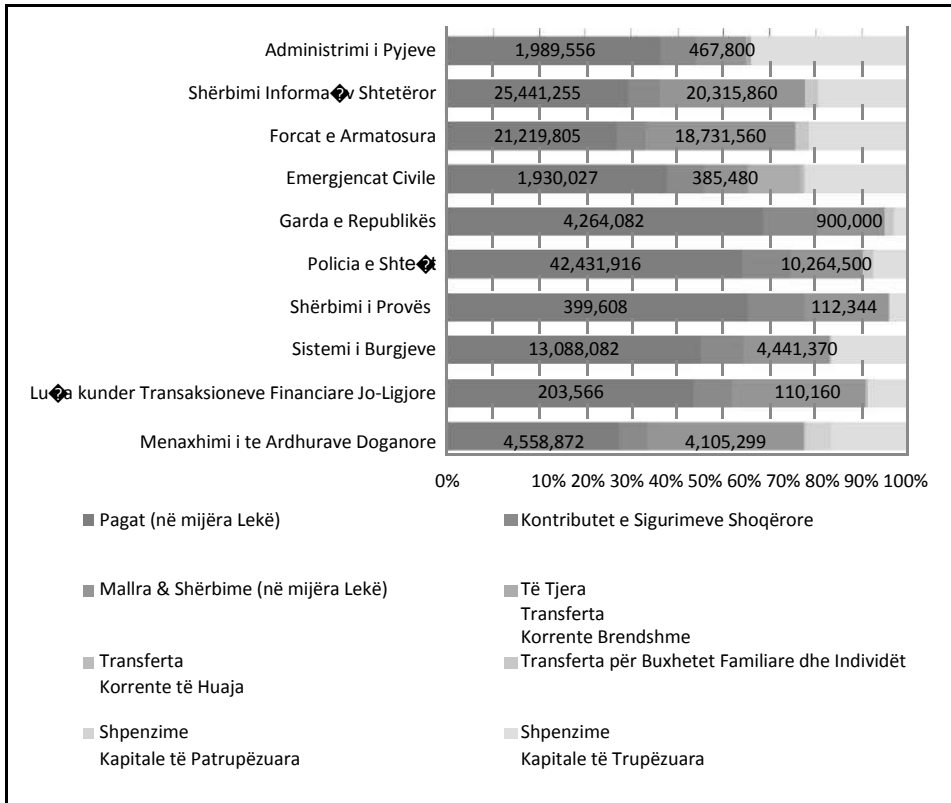 Administrimi i Pyjeve 1,989,556 467,800
Shërbimi Informa�v Shtetëror 25,441,255 20,315,860
Forcat e Armatosura 21,219,805 18,731,560
Emergjencat Civile 1,930,027 385,480
Garda e Republikës 4,264,082 900,000
Policia e Shte�t 42,431,916 10,264,500
Shërbimi i Provës 399,608 112,344
Sistemi i Burgjeve 13,088,082 4,441,370
Lu�a kunder Transaksioneve Financiare Jo-Ligjore 203,566 110,160
Menaxhimi i te Ardhurave Doganore 4,558,872 4,105,299
0% 10% 20% 30% 40% 50% 60% 70% 80% 90% 100%
Pagat (në mijëra Lekë) Kontributet e Sigurimeve Shoqërore
Mallra & Shërbime (në mijëra Lekë) Të Tjera
Transferta
Korrente Brendshme
Transferta Transferta për Buxhetet Familiare dhe Individët
Korrente të Huaja
Shpenzime Shpenzime
Kapitale të Patrupëzuara Kapitale të Trupëzuara